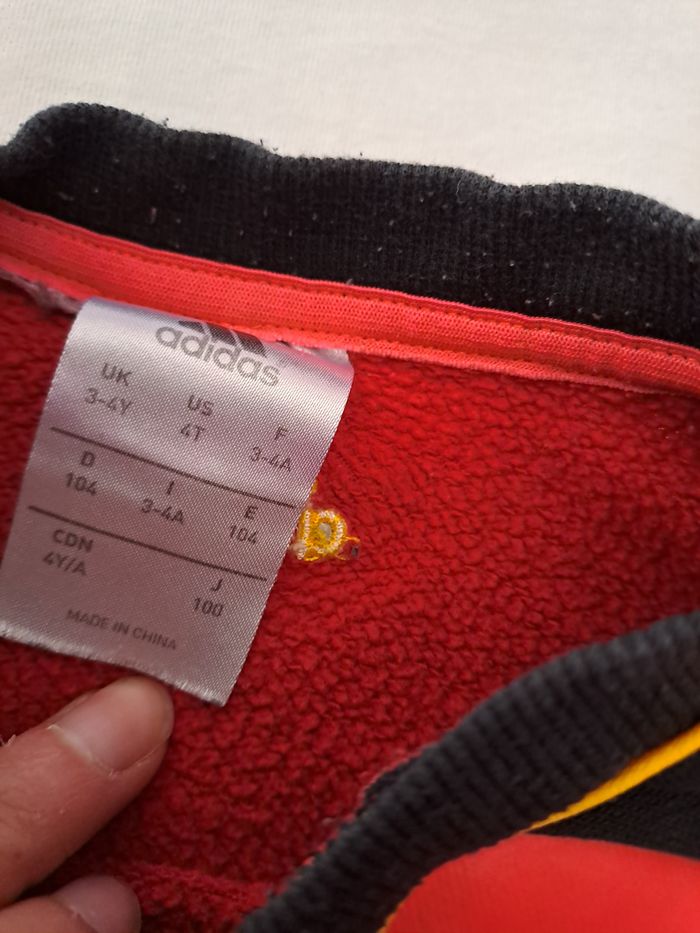 adidas
UK US F
3-4Y 4T 3-4A
D I E
104 3-4A 104
CDN J
4Y/A 100
MADE IN CHINA